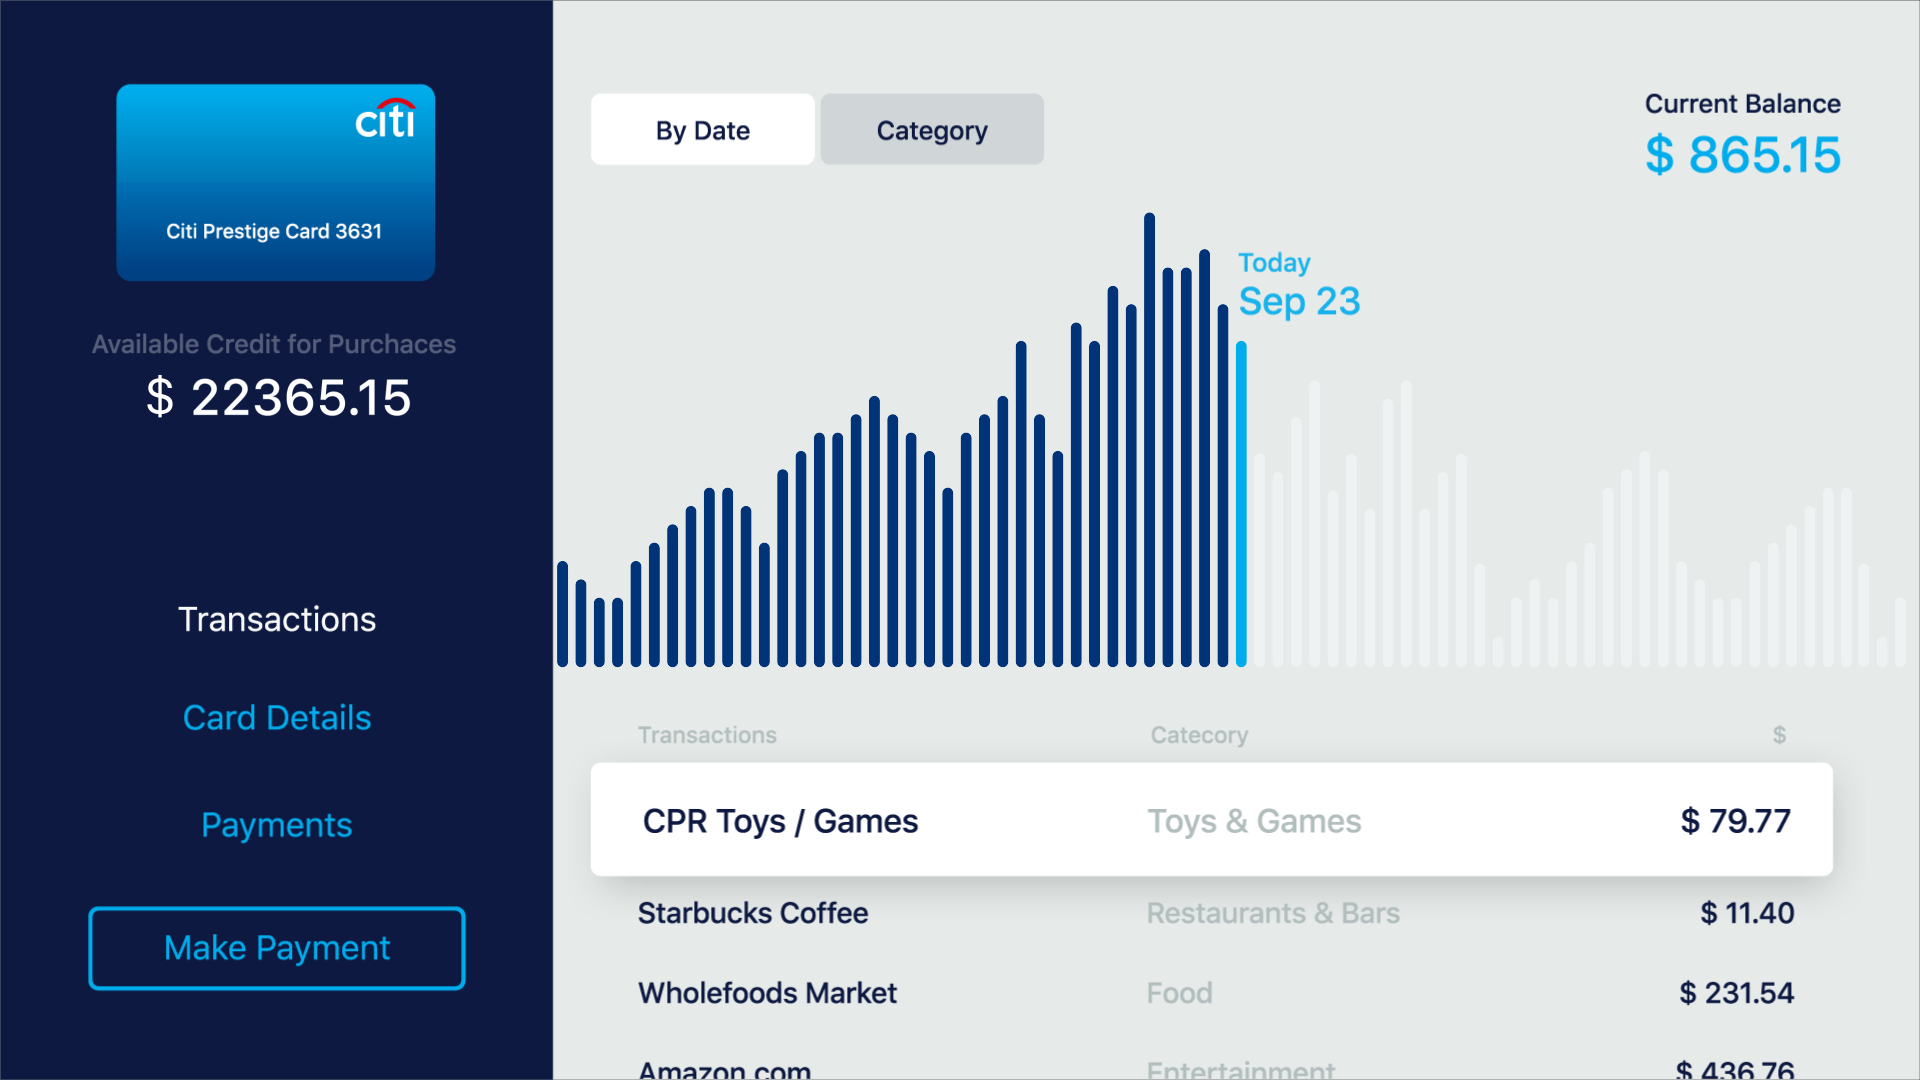 citi
Citi Prestige Card 3631
Available Credit for Purchaces
$ 22365.15
Transactions
Card Details
Payments
Make Payment
By Date
Category
Current Balance
$ 865.15
Today
Sep 23
Transactions Catecory $
CPR Toys / Games Toys & Games $ 79.77
Starbucks Coffee Restaurants & Bars $ 11.40
Wholefoods Market Food $ 231.54
Amazon.com Entertainment $ 436.76